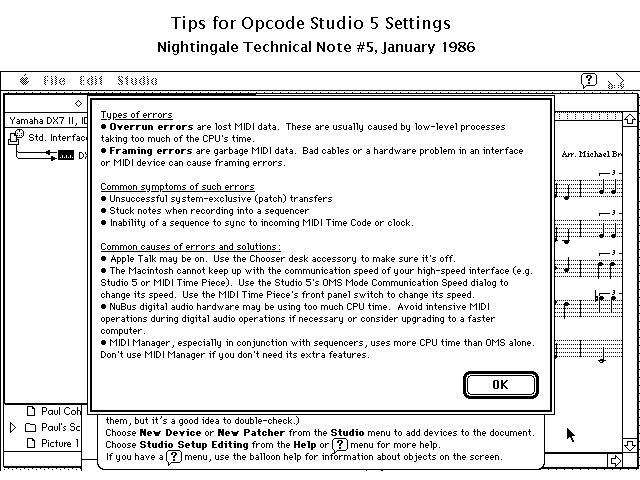 Tips for Opcode Studio 5 Settings
Nightingale Technical Note #5, January 1986
File Edit Studio
Yamaha DX7 II, ID
Std. Interfac
DX
Arr. Michael Br
3
3
3
3
Types of errors
• Overrun errors are lost MIDI data. These are usually caused by low-level processes
taking too much of the CPU's time.
• Framing errors are garbage MIDI data. Bad cables or a hardware problem in an interface
or MIDI device can cause framing errors.
Common symptoms of such errors
• Unsuccessful system-exclusive (patch) transfers
• Stuck notes when recording into a sequencer
• Inability of a sequence to sync to incoming MIDI Time Code or clock.
Common causes of errors and solutions:
• Apple Talk may be on. Use the Chooser desk accessory to make sure it's off.
• The Macintosh cannot keep up with the communication speed of your high-speed interface (e.g.
Studio 5 or MIDI Time Piece). Use the Studio 5's OMS Mode Communication Speed dialog to
change its speed. Use the MIDI Time Piece's front panel switch to change its speed.
• NuBus digital audio hardware may be using too much CPU time. Avoid intensive MIDI
operations during digital audio operations if necessary or consider upgrading to a faster
computer.
• MIDI Manager, especially in conjunction with sequencers, uses more CPU time than OMS alone.
Don't use MIDI Manager if you don't need its extra features.
OK
Paul Coh
Paul's Sc
Picture 1
them, but it's a good idea to double-check.)
Choose New Device or New Patcher from the Studio menu to add devices to the document.
Choose Studio Setup Editing from the Help or ? menu for more help.
If you have a ? menu, use the balloon help for information about objects on the screen.